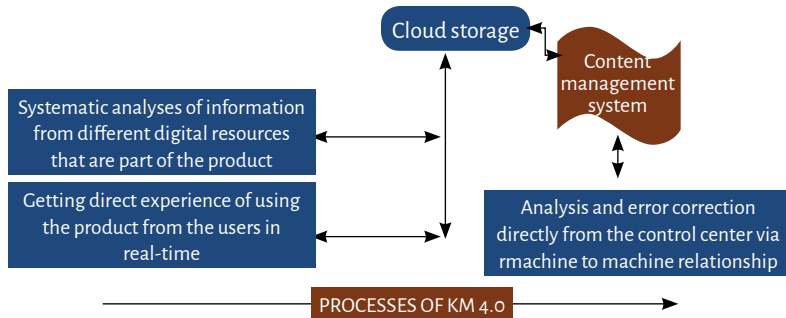 Cloud storage
Content
management
system
Systematic analyses of information
from different digital resources
that are part of the product
Getting direct experience of using
the product from the users in
real-time
Analysis and error correction
directly from the control center via
rmachine to machine relationship
PROCESSES OF KM 4.0